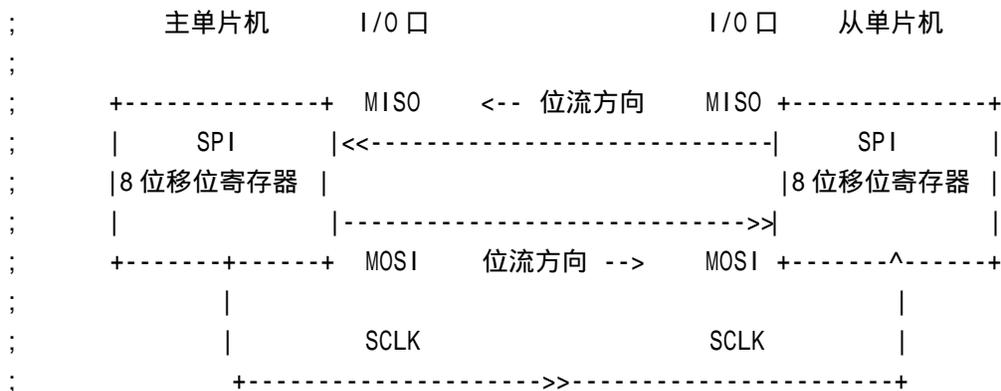 ; 主单片机 I/O 口 I/O 口 从单片机
;
; +--------------+ MISO <-- 位流方向 MISO +--------------+
; | SPI |<<-----------------------------| SPI |
; |8 位移位寄存器 | |8 位移位寄存器 |
; | |----------------------------->>| |
; +-------+------+ MOSI 位流方向 --> MOSI +-------^------+
; | |
; | SCLK SCLK |
; +---------------------->>------------------------+